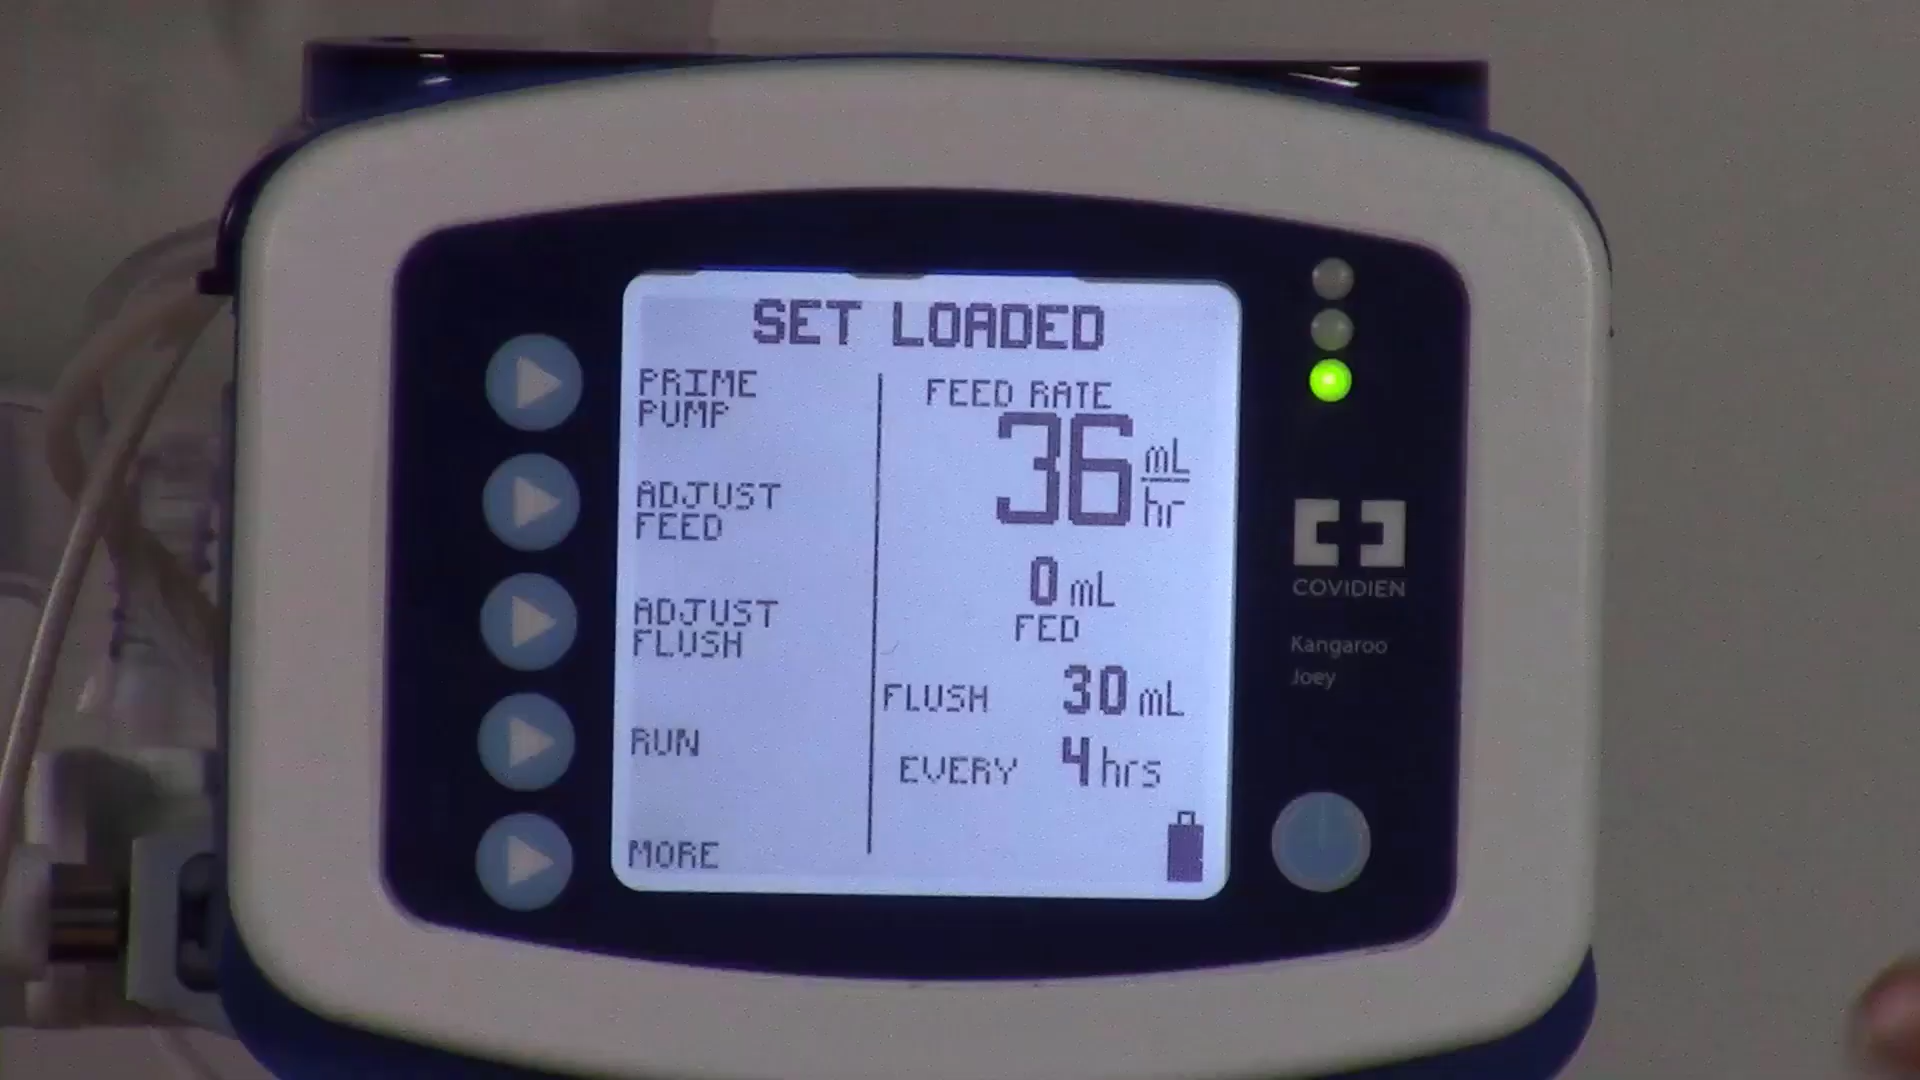 SET LOADED
PRIME
PUMP
ADJUST
FEED
ADJUST
FLUSH
RUN
MORE
FEED RATE
36 mL/hr
0 mL
FED
FLUSH 30 mL
EVERY 4 hrs
COVIDIEN
Kangaroo
Joey